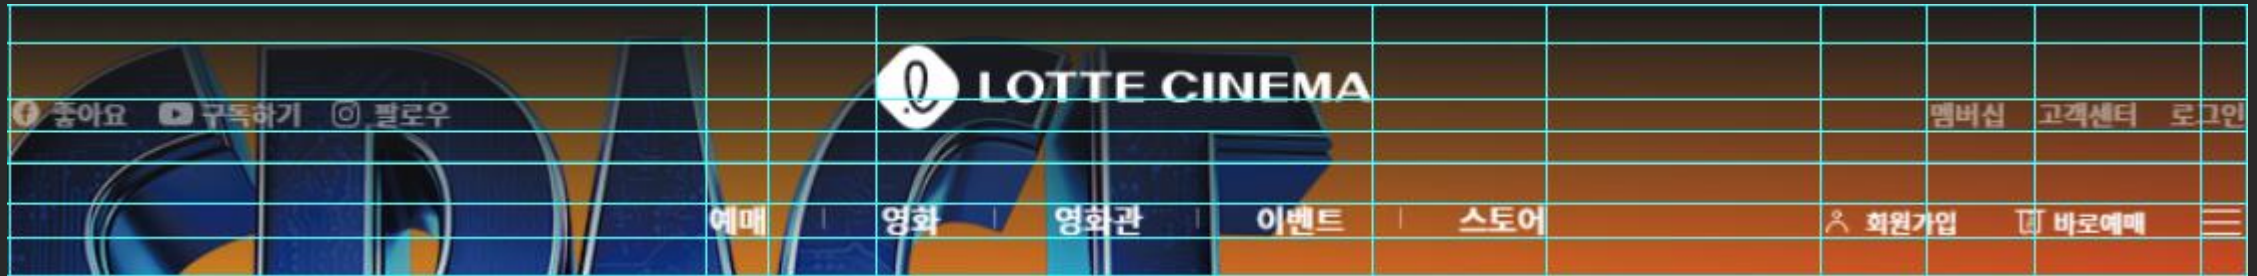 LOTTE CINEMA
좋아요 구독하기 팔로우 멤버십 고객센터 로그인
예매 영화 영화관 이벤트 스토어 회원가입 바로예매